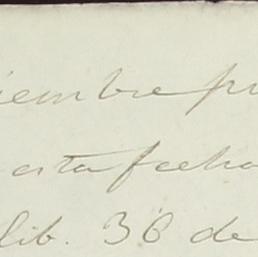 iembre pr
esta fecha
lib. 36 de